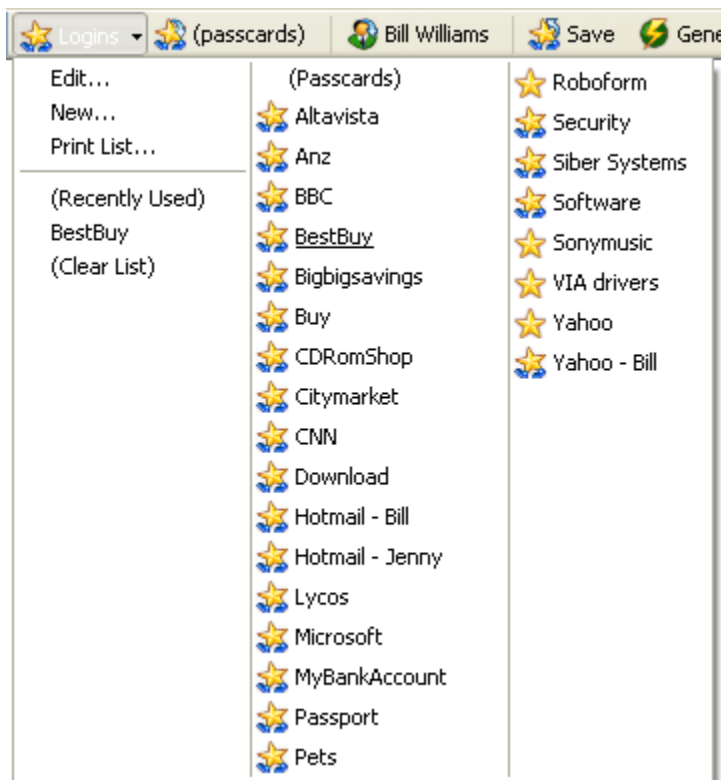 Logins (passcards) Bill Williams Save Gene
Edit...
New...
Print List...
(Recently Used)
BestBuy
(Clear List)
(Passcards)
Altavista
Anz
BBC
BestBuy
Bigbigsavings
Buy
CDRomShop
Citymarket
CNN
Download
Hotmail - Bill
Hotmail - Jenny
Lycos
Microsoft
MyBankAccount
Passport
Pets
Roboform
Security
Siber Systems
Software
Sonymusic
VIA drivers
Yahoo
Yahoo - Bill